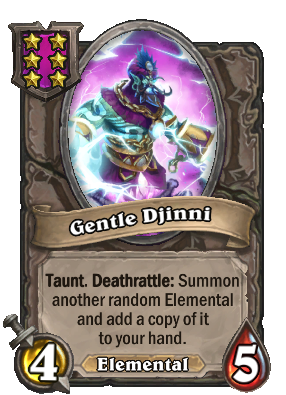 Gentle Djinni
Taunt. Deathrattle: Summon
another random Elemental
and add a copy of it
to your hand.
4
Elemental
5